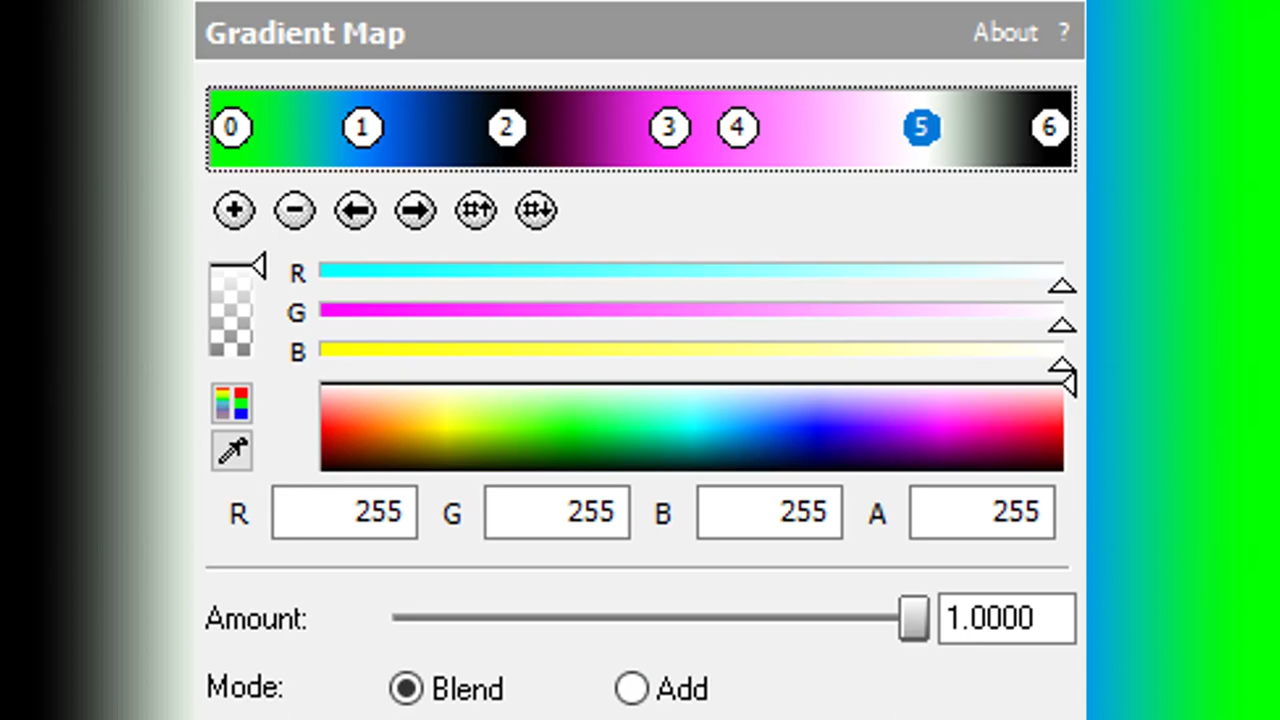 Gradient Map About ?
0 1 2 3 4 5 6
R
G
B
R 255 G 255 B 255 A 255
Amount: 1.0000
Mode: Blend Add